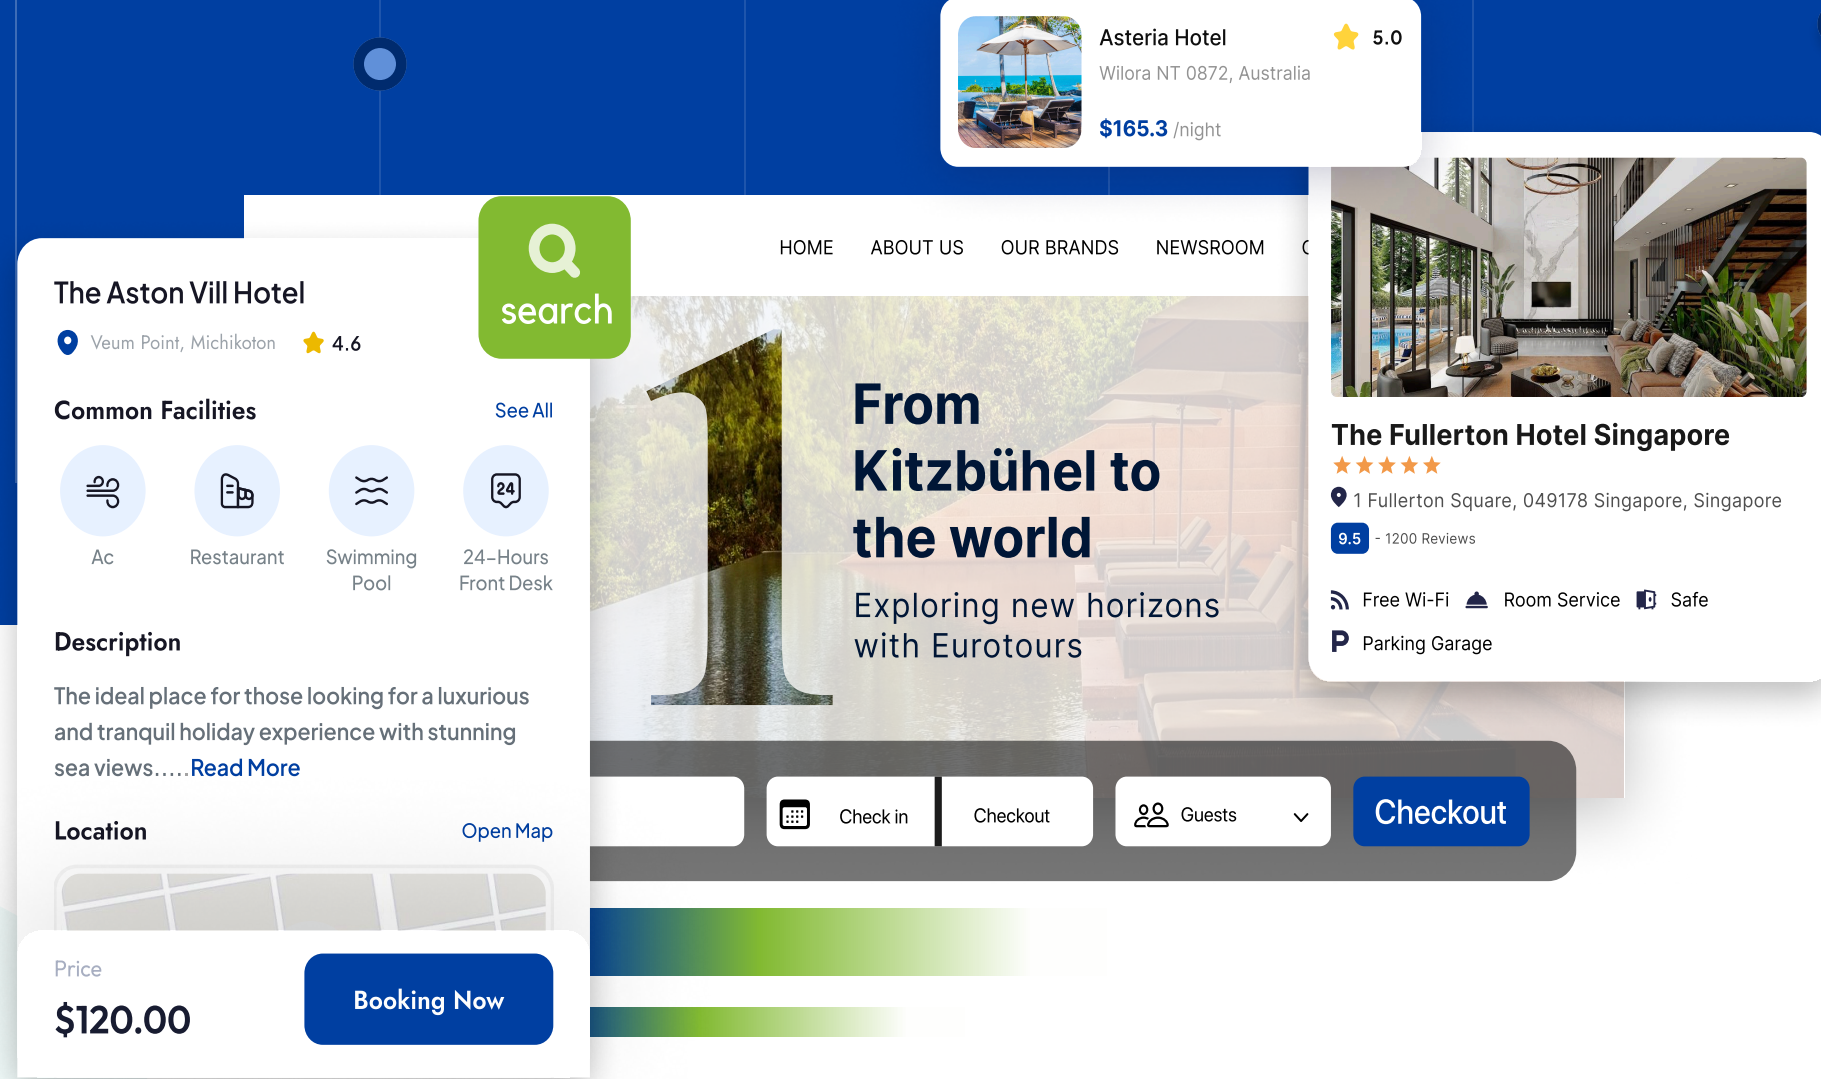 Asteria Hotel
5.0
Wilora NT 0872, Australia
$165.3 /night
HOME ABOUT US OUR BRANDS NEWSROOM
search
The Aston Vill Hotel
Veum Point, Michikoton
4.6
Common Facilities
See All
24
Ac
Restaurant
Swimming
Pool
24-Hours
Front Desk
Description
The ideal place for those looking for a luxurious
and tranquil holiday experience with stunning
sea views.....Read More
Location
Open Map
Price
$120.00
Booking Now
1
From
Kitzbühel to
the world
Exploring new horizons
with Eurotours
The Fullerton Hotel Singapore
1 Fullerton Square, 049178 Singapore, Singapore
9.5 - 1200 Reviews
Free Wi-Fi Room Service Safe
P Parking Garage
Check in
Checkout
Guests
Checkout